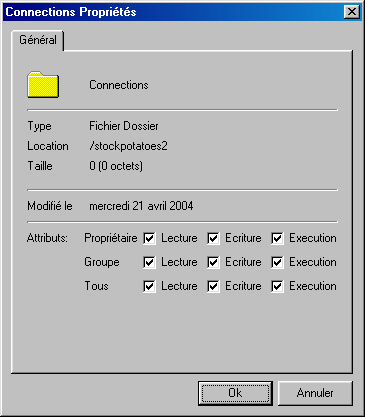 Connections Propriétés
Général
Connections
Type Fichier Dossier
Location /stockpotatoes2
Taille 0 (0 octets)
Modifié le mercredi 21 avril 2004
Attributs: Propriétaire Lecture Ecriture Execution
Groupe Lecture Ecriture Execution
Tous Lecture Ecriture Execution
Ok Annuler